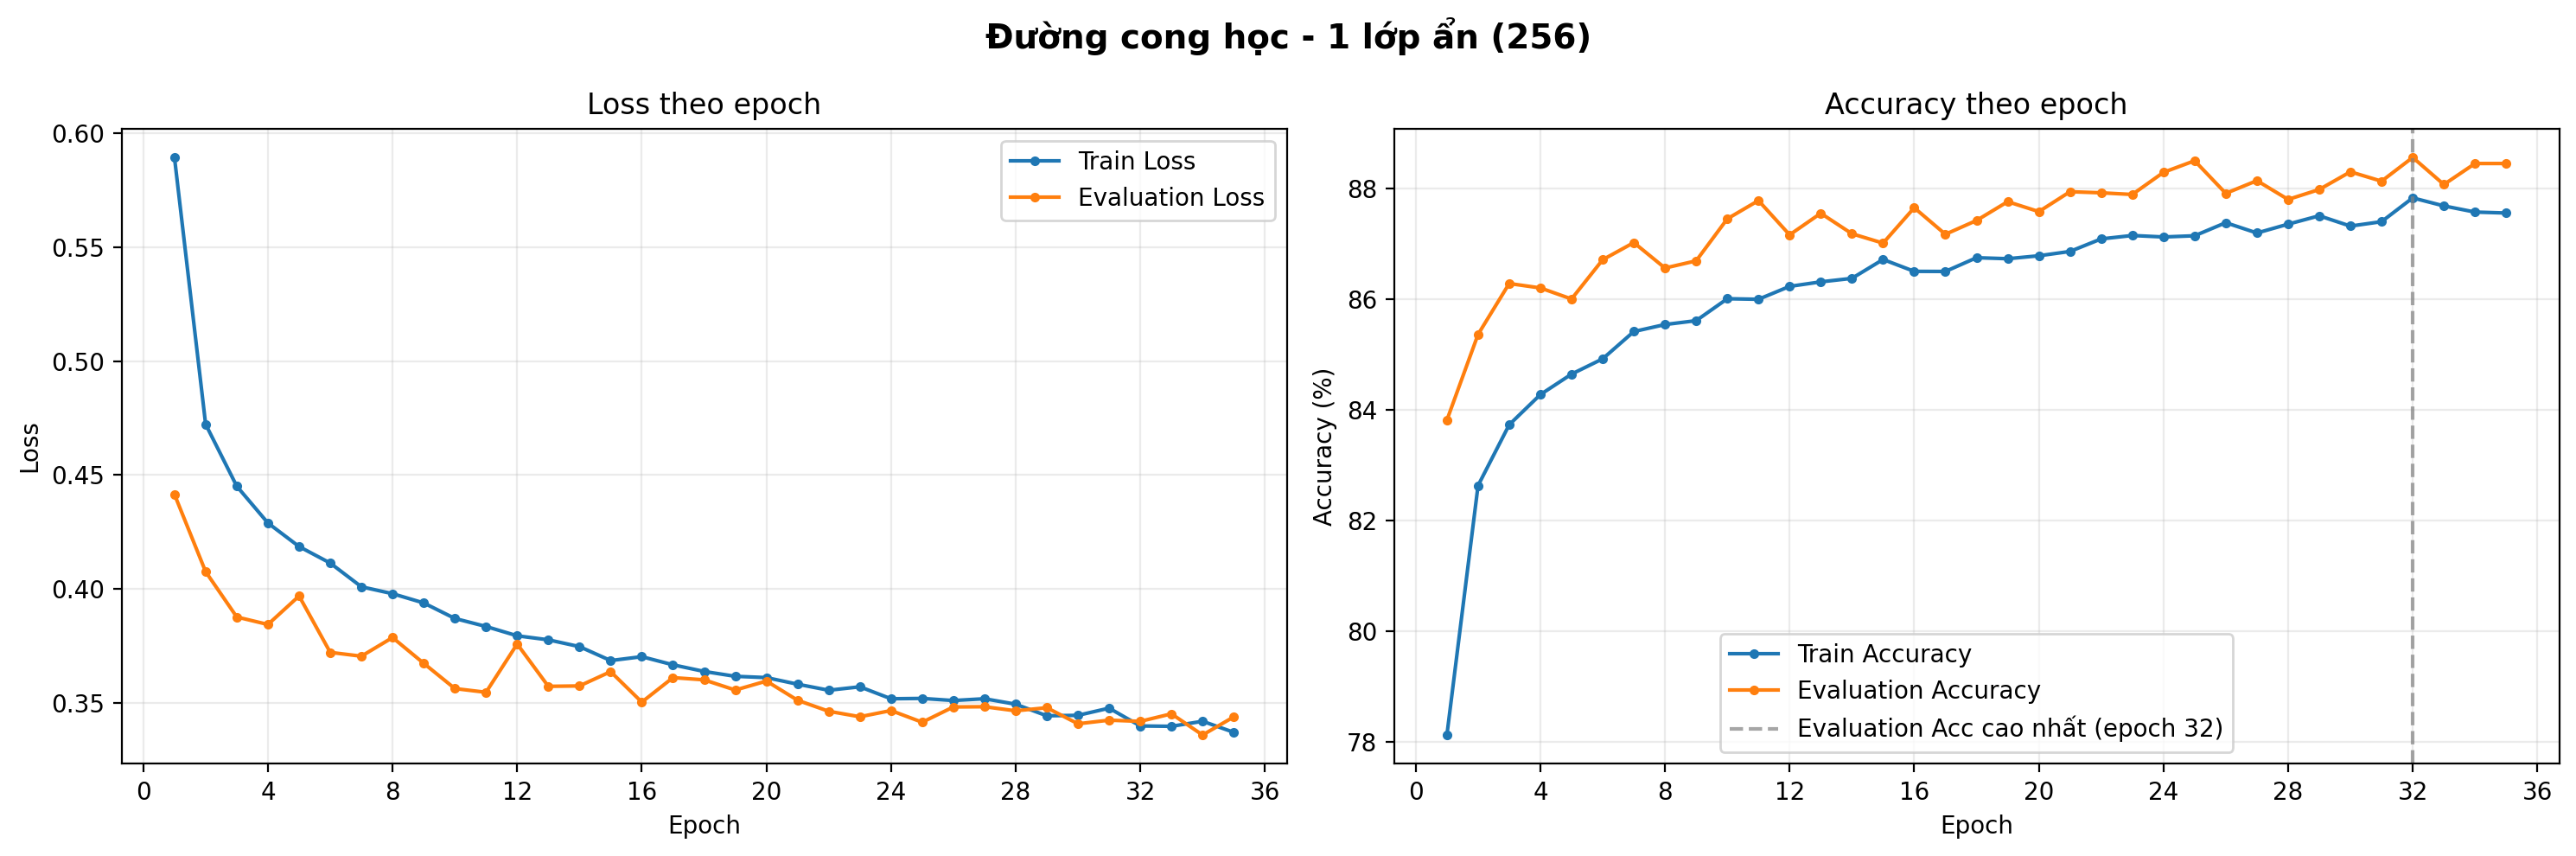 Đường cong học - 1 lớp ẩn (256)
Loss theo epoch
0.60
0.55
0.50
0.45
0.40
0.35
Loss
Train Loss
Evaluation Loss
0 4 8 12 16 20 24 28 32 36
Epoch
Accuracy theo epoch
88
86
84
82
80
78
Accuracy (%)
Train Accuracy
Evaluation Accuracy
Evaluation Acc cao nhất (epoch 32)
0 4 8 12 16 20 24 28 32 36
Epoch